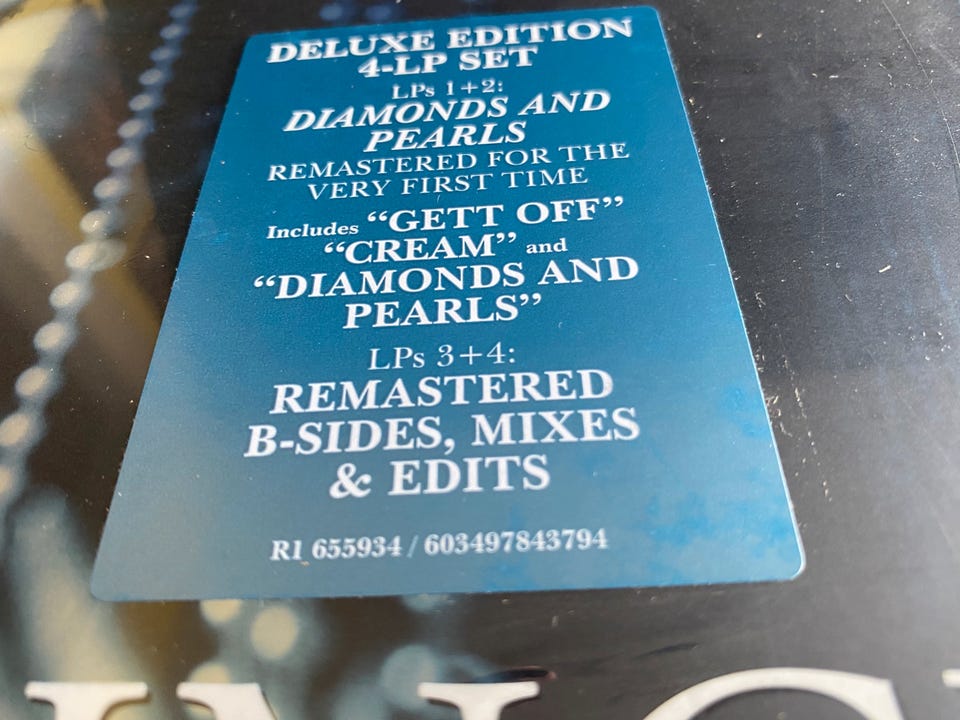 DELUXE EDITION
4-LP SET
LPs 1+2:
DIAMONDS AND
PEARLS
REMASTERED FOR THE
VERY FIRST TIME
Includes “GETT OFF”
“CREAM” and
“DIAMONDS AND
PEARLS”
LPs 3+4:
REMASTERED
B-SIDES, MIXES
& EDITS
R1 655934 / 603497843794